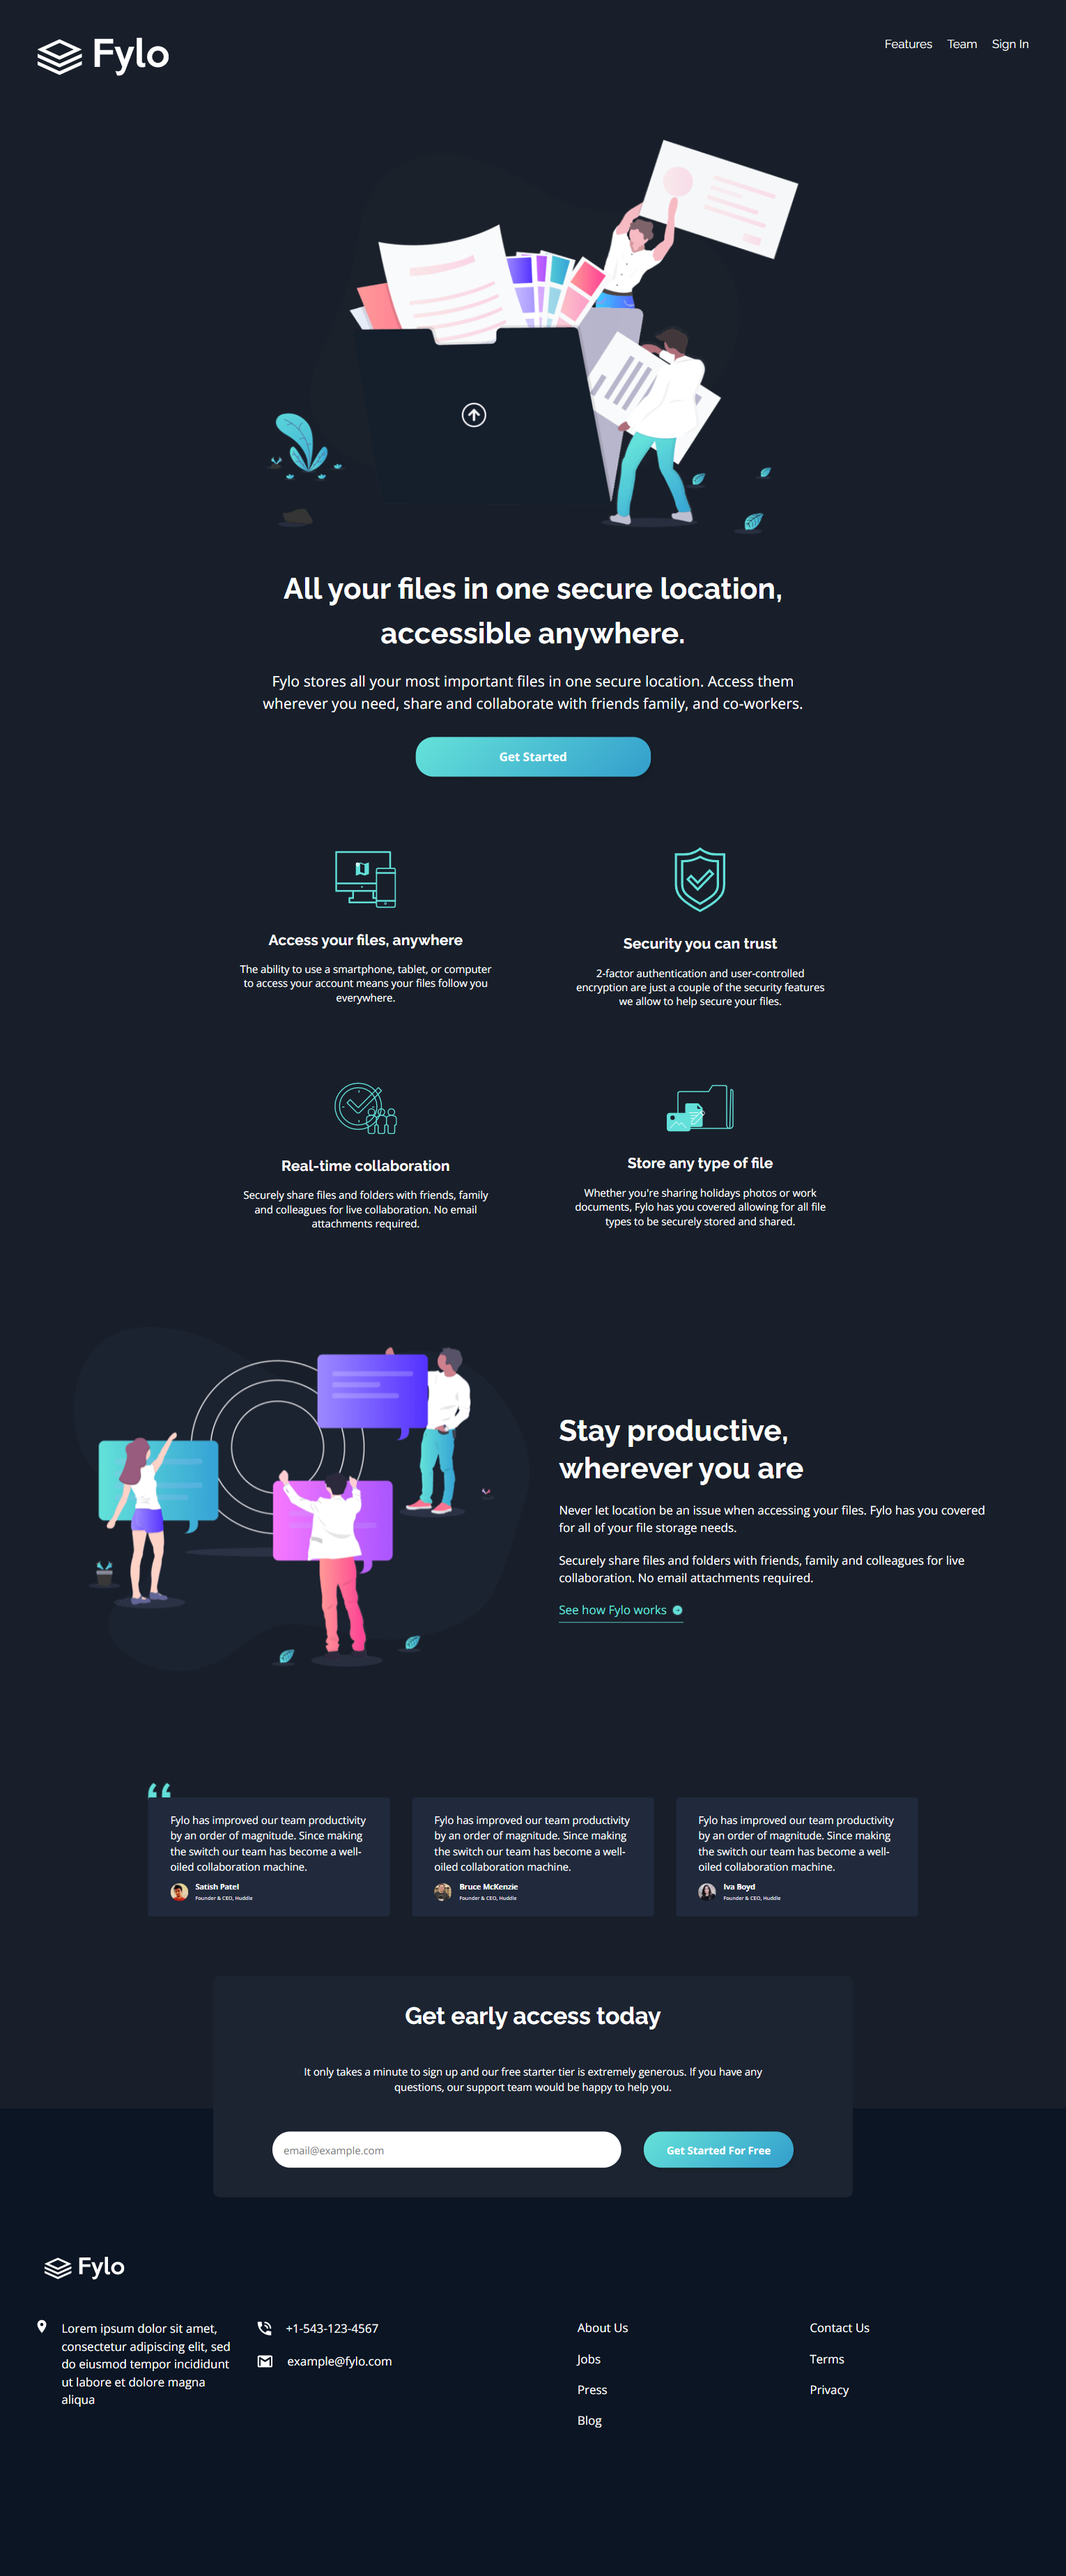 Fylo
Features Team Sign In
All your files in one secure location,
accessible anywhere.
Fylo stores all your most important files in one secure location. Access them
wherever you need, share and collaborate with friends family, and co-workers.
Get Started
Access your files, anywhere
The ability to use a smartphone, tablet, or computer
to access your account means your files follow you
everywhere.
Security you can trust
2-factor authentication and user-controlled
encryption are just a couple of the security features
we allow to help secure your files.
Real-time collaboration
Securely share files and folders with friends, family
and colleagues for live collaboration. No email
attachments required.
Store any type of file
Whether you're sharing holidays photos or work
documents, Fylo has you covered allowing for all file
types to be securely stored and shared.
Stay productive,
wherever you are
Never let location be an issue when accessing your files. Fylo has you covered
for all of your file storage needs.
Securely share files and folders with friends, family and colleagues for live
collaboration. No email attachments required.
See how Fylo works
“
Fylo has improved our team productivity
by an order of magnitude. Since making
the switch our team has become a well-
oiled collaboration machine.
Satish Patel
Founder & CEO, Huddle
Fylo has improved our team productivity
by an order of magnitude. Since making
the switch our team has become a well-
oiled collaboration machine.
Bruce McKenzie
Founder & CEO, Huddle
Fylo has improved our team productivity
by an order of magnitude. Since making
the switch our team has become a well-
oiled collaboration machine.
Iva Boyd
Founder & CEO, Huddle
Get early access today
It only takes a minute to sign up and our free starter tier is extremely generous. If you have any
questions, our support team would be happy to help you.
email@example.com
Get Started For Free
Fylo
Lorem ipsum dolor sit amet,
consectetur adipiscing elit, sed
do eiusmod tempor incididunt
ut labore et dolore magna
aliqua
+1-543-123-4567
example@fylo.com
About Us
Jobs
Press
Blog
Contact Us
Terms
Privacy